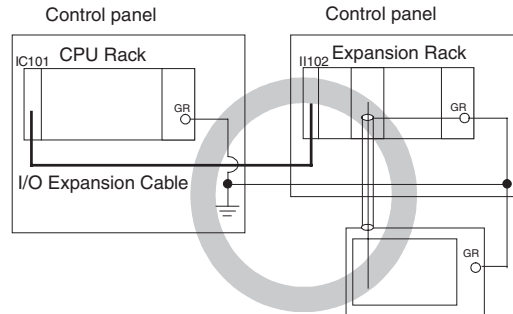 Control panel
Control panel
CPU Rack
Expansion Rack
IC101
II102
GR
GR
I/O Expansion Cable
GR